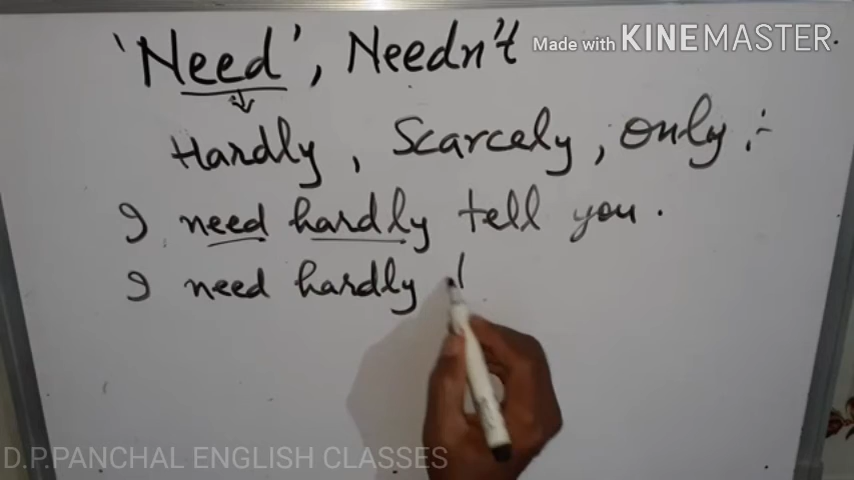 'Need', Needn't
Made with KINEMASTER
Hardly, Scarcely, Only :-
I need hardly tell you.
I need hardly
D.P.PANCHAL ENGLISH CLASSES